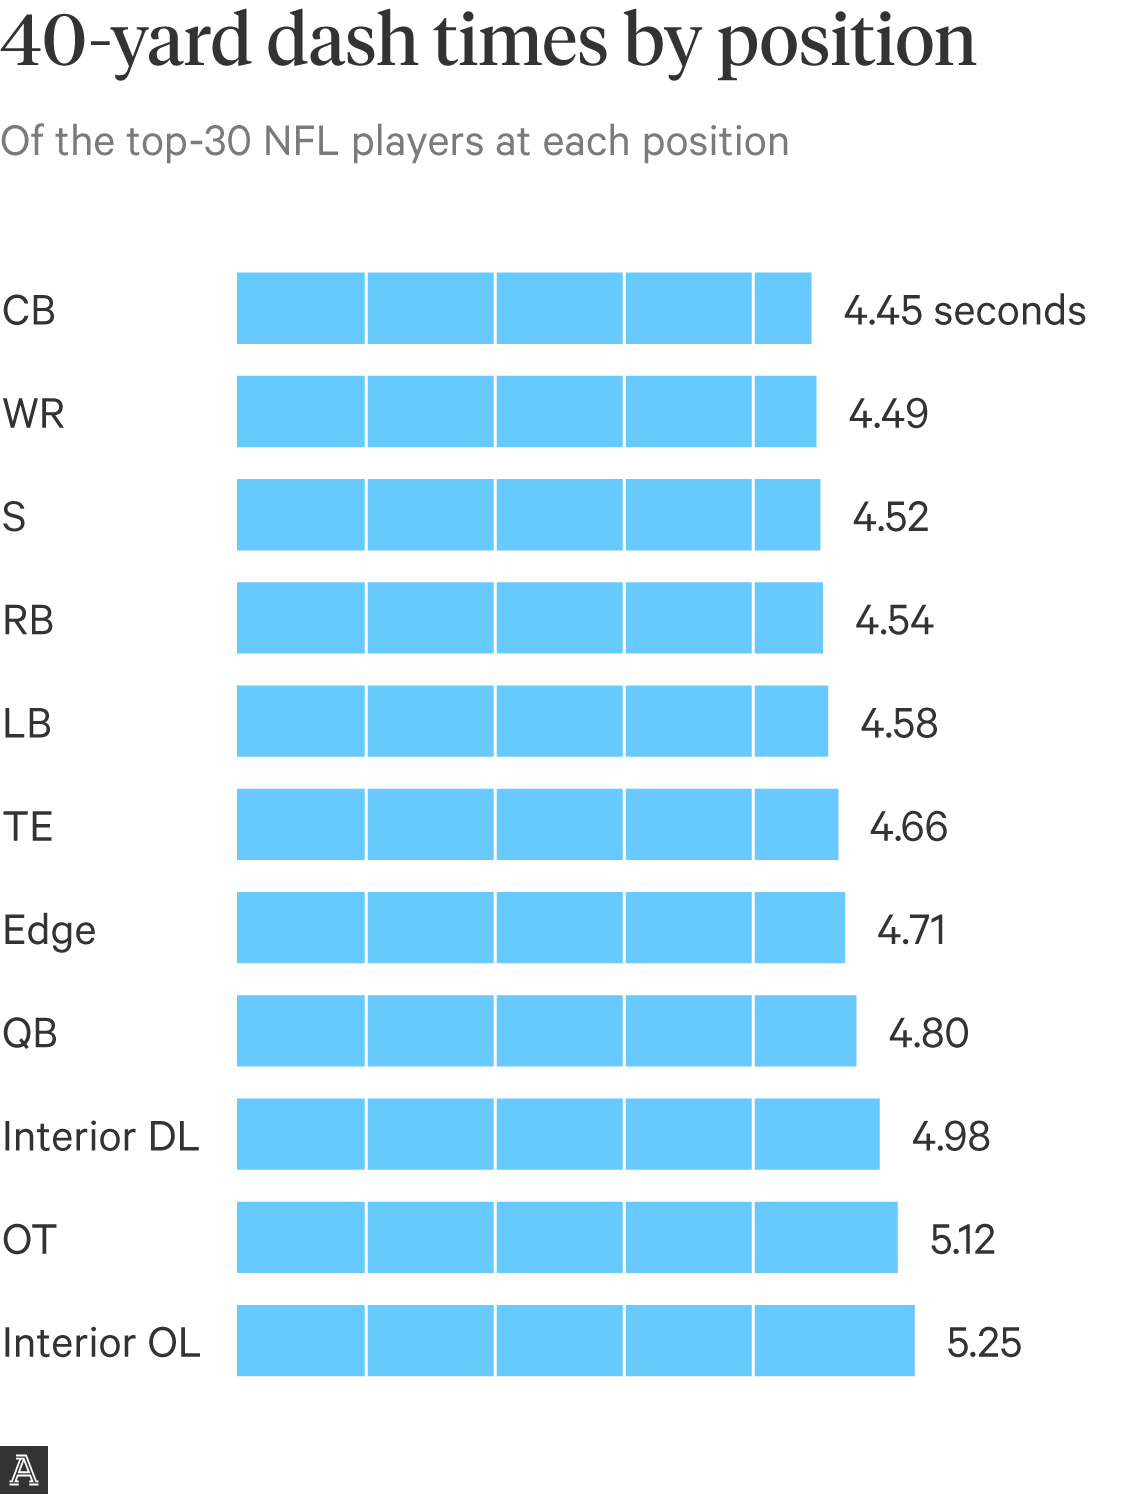 40-yard dash times by position
Of the top-30 NFL players at each position
CB 4.45 seconds
WR 4.49
S 4.52
RB 4.54
LB 4.58
TE 4.66
Edge 4.71
QB 4.80
Interior DL 4.98
OT 5.12
Interior OL 5.25
A